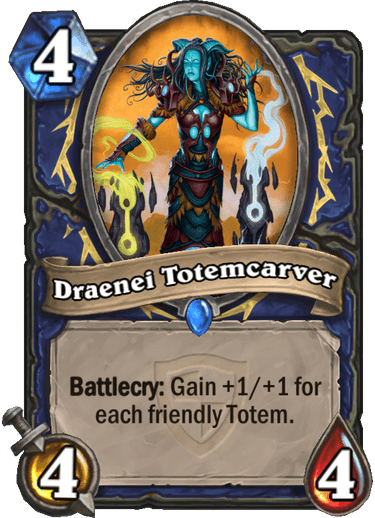 4
Draenei Totemcarver
Battlecry: Gain +1/+1 for
each friendly Totem.
4
4